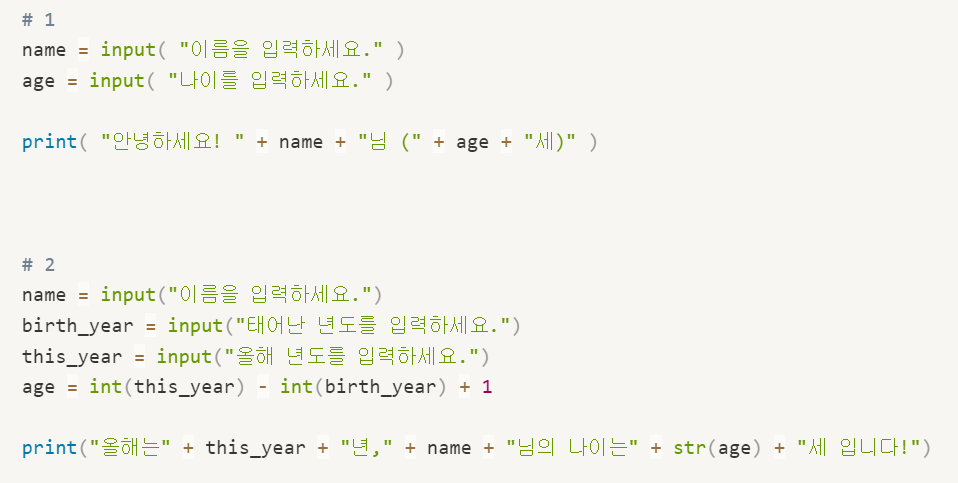 # 1
name = input( "이름을 입력하세요." )
age = input( "나이를 입력하세요." )
print( "안녕하세요! " + name + "님 (" + age + "세)" )
# 2
name = input("이름을 입력하세요.")
birth_year = input("태어난 년도를 입력하세요.")
this_year = input("올해 년도를 입력하세요.")
age = int(this_year) - int(birth_year) + 1
print("올해는" + this_year + "년," + name + "님의 나이는" + str(age) + "세 입니다!")